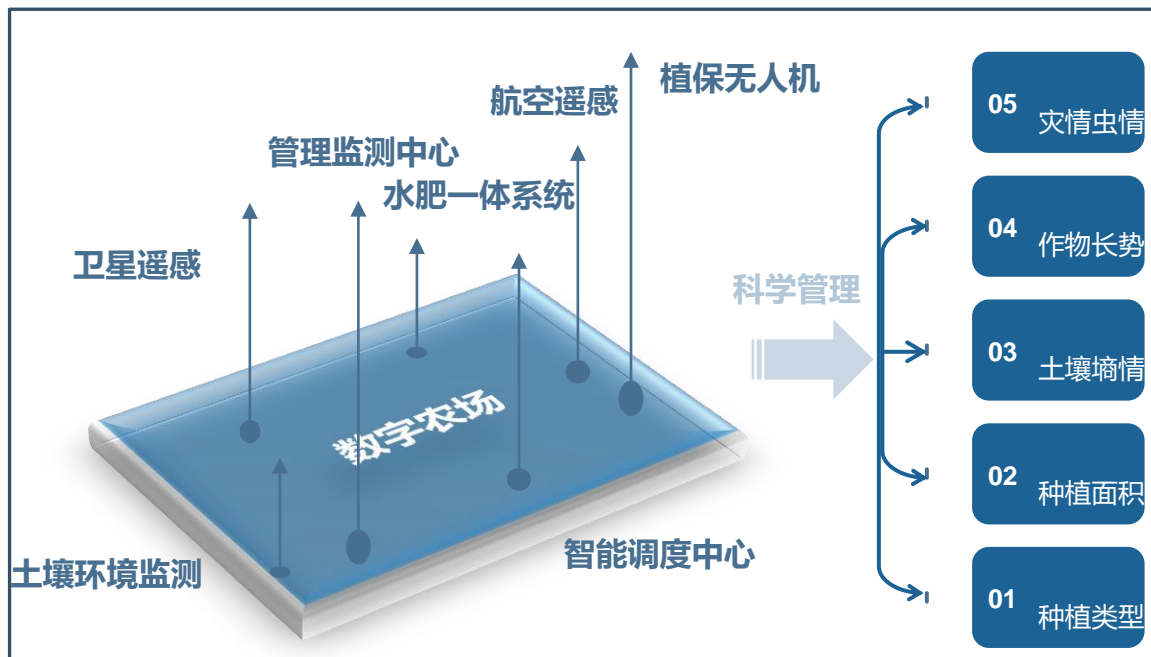 植保无人机
航空遥感
管理监测中心
水肥一体系统
卫星遥感
数字农场
土壤环境监测
智能调度中心
科学管理
05
灾情虫情
04
作物长势
03
土壤墒情
02
种植面积
01
种植类型